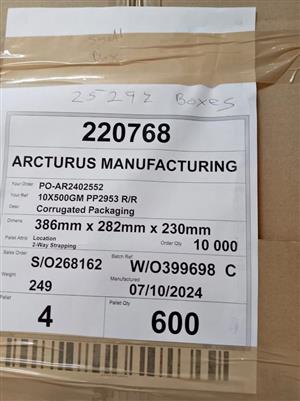 Small
Box
25292 Boxes
220768
ARCTURUS MANUFACTURING
Your Order: PO-AR2402552
Your Ref: 10X500GM PP2953 R/R
Desc: Corrugated Packaging
Dimens 386mm x 282mm x 230mm
Pallet Attrib Location Order Qty 10 000
2-Way Strapping
Sales Order S/O268162 Batch Ref W/O399698 C
Weight 249 Manufactured 07/10/2024
Pallet 4 Pallet Qty 600